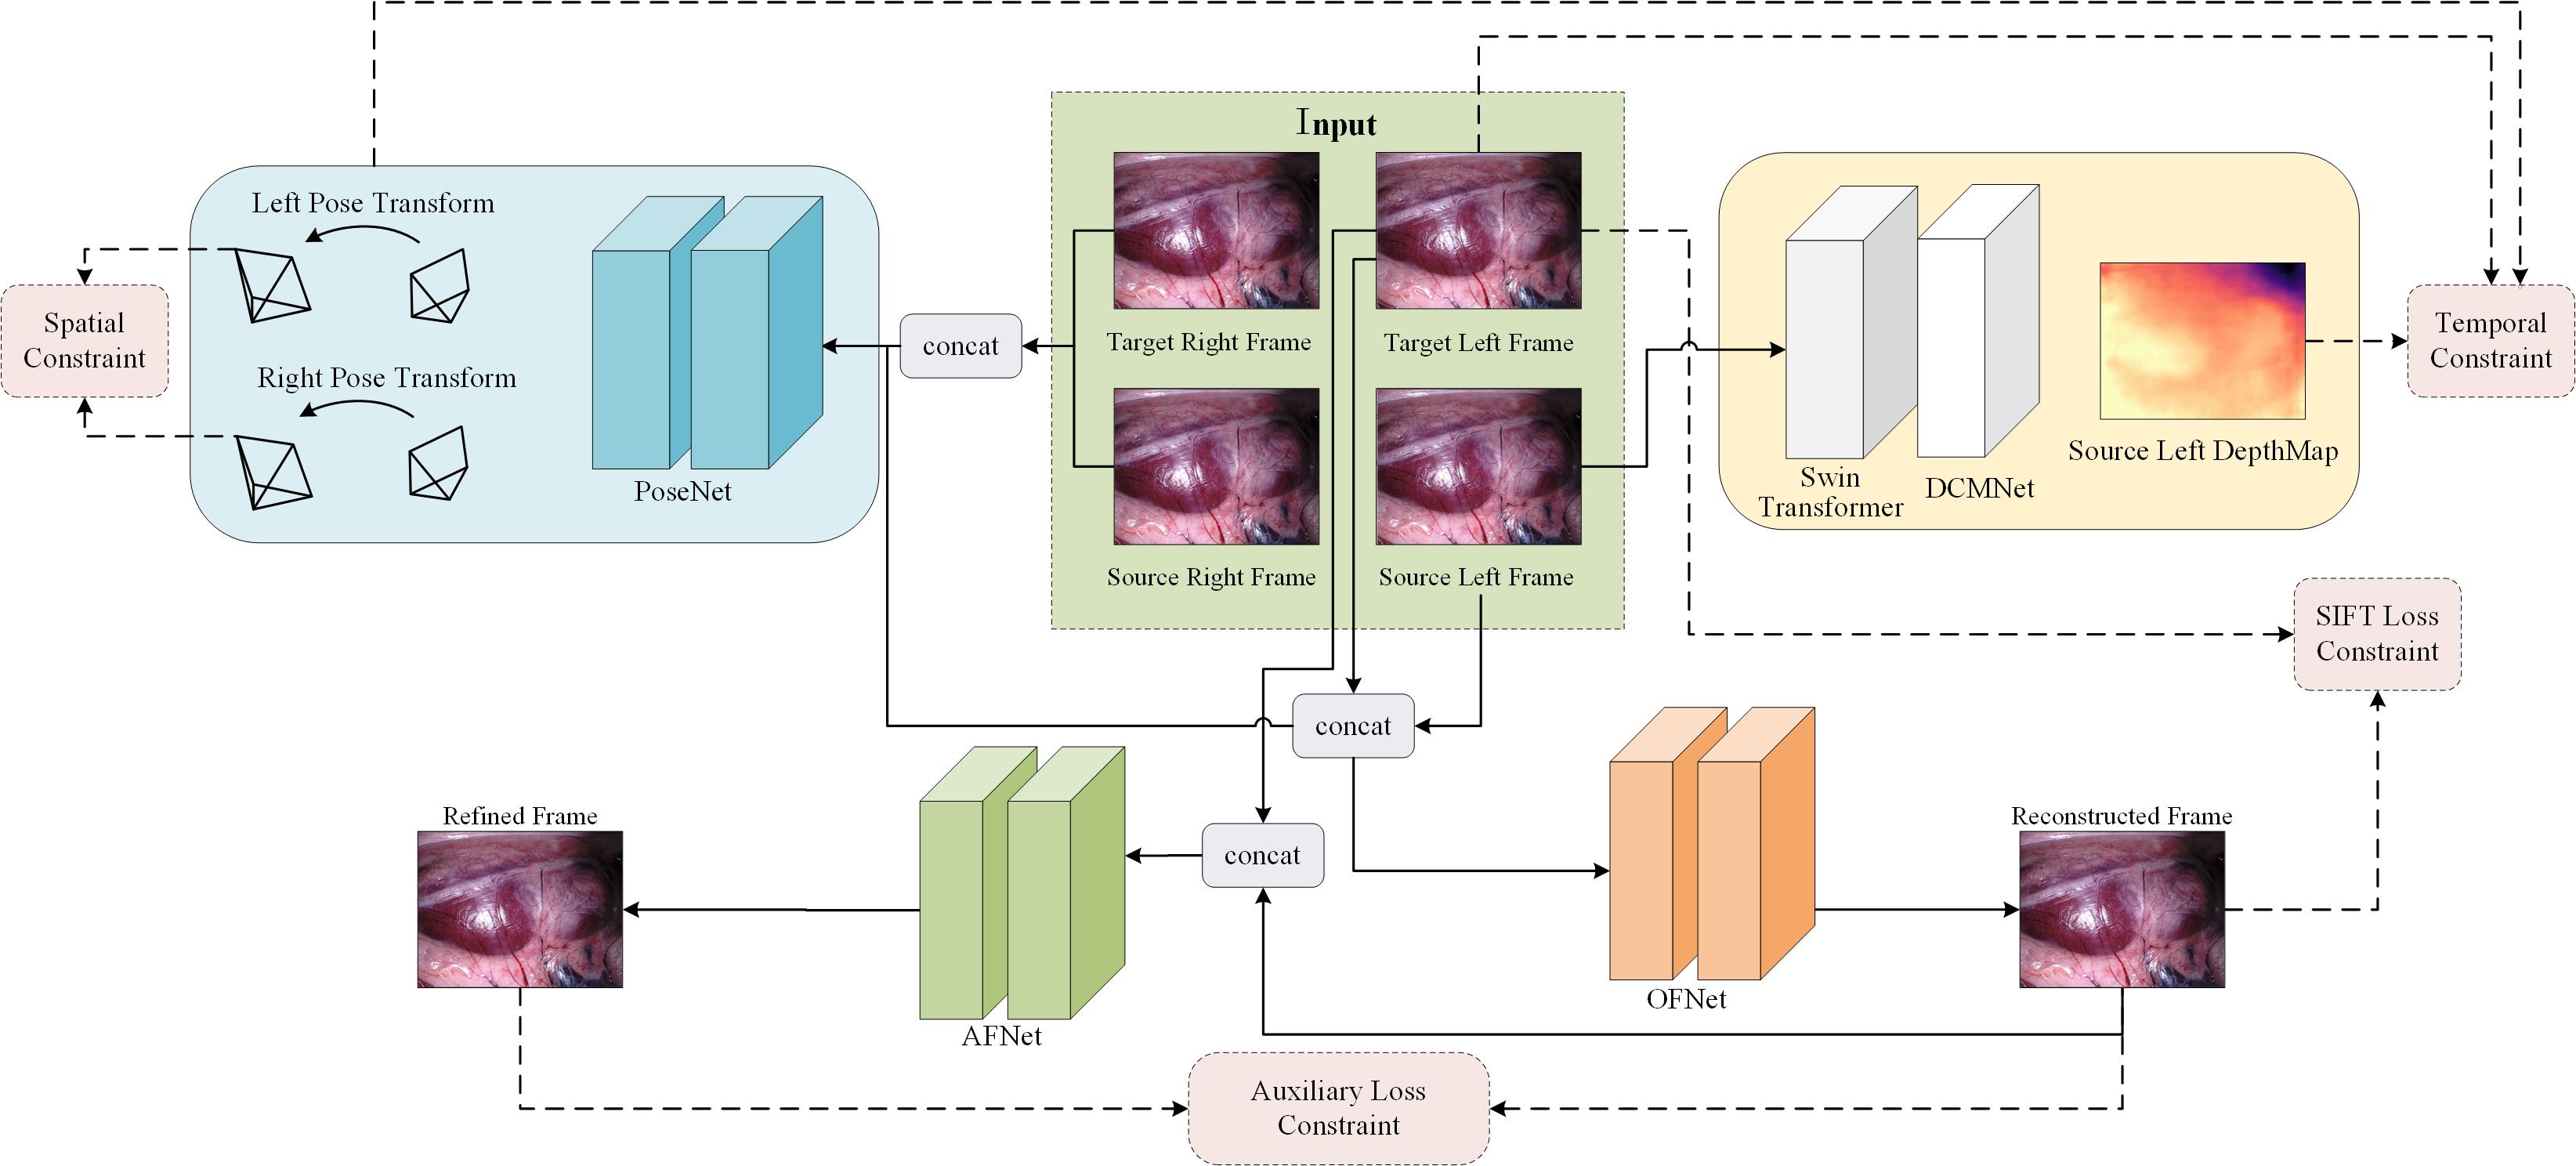 Input
Left Pose Transform
Right Pose Transform
PoseNet
Spatial
Constraint
concat
Target Right Frame
Target Left Frame
Source Right Frame
Source Left Frame
Swin
Transformer
DCMNet
Source Left DepthMap
Temporal
Constraint
SIFT Loss
Constraint
concat
concat
Refined Frame
AFNet
OFNet
Reconstructed Frame
Auxiliary Loss
Constraint